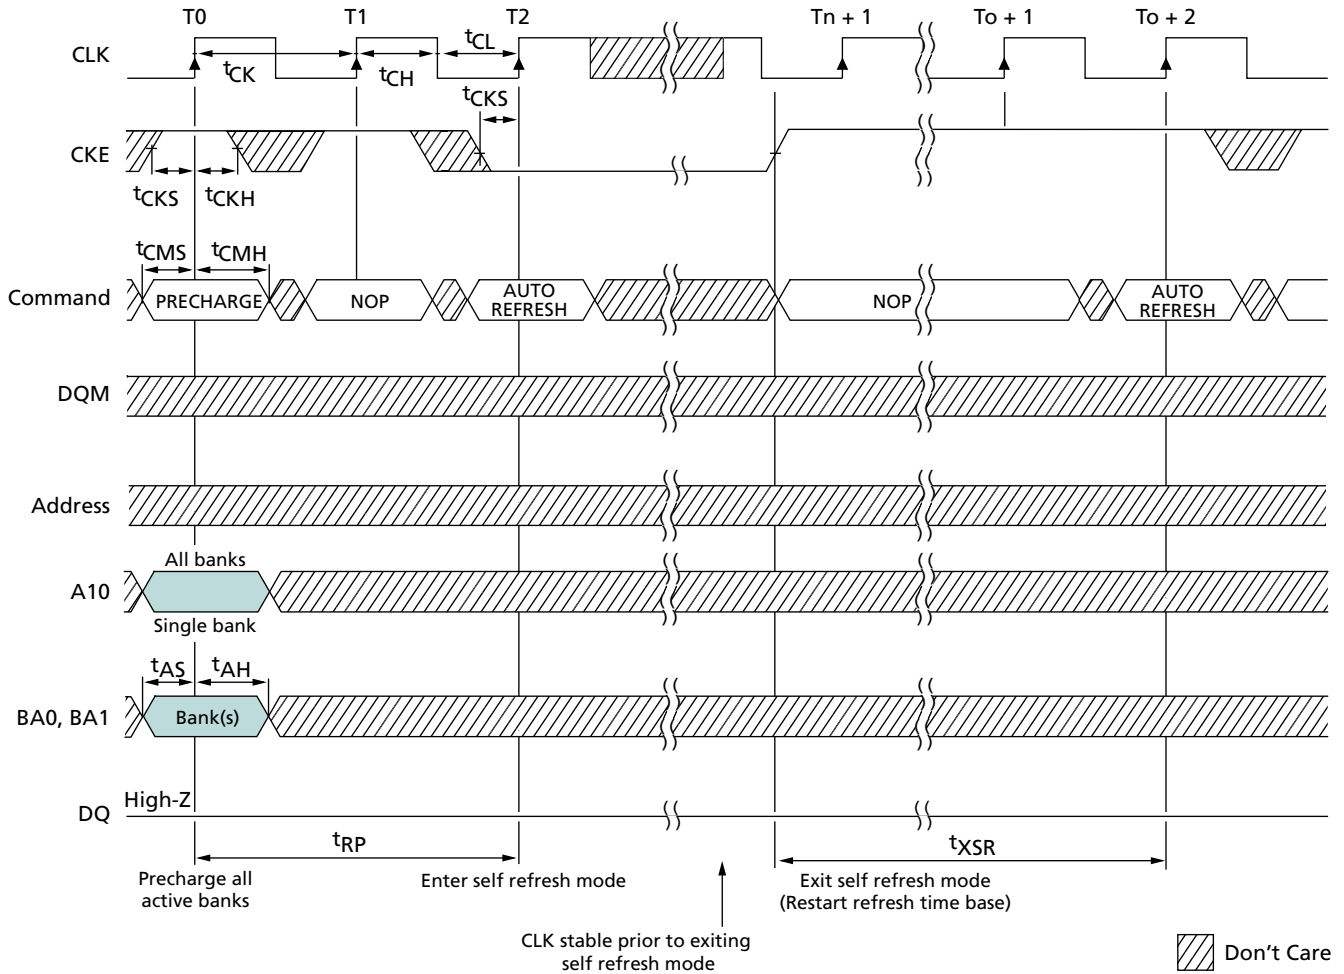 T0 T1 T2 Tn + 1 To + 1 To + 2
CLK
tCK tCH tCL
tCKS
CKE
tCKS tCKH
tCMS tCMH
Command PRECHARGE NOP AUTO REFRESH NOP AUTO REFRESH
DQM
Address
All banks
A10
Single bank
tAS tAH
BA0, BA1 Bank(s)
High-Z
DQ
tRP tXSR
Precharge all
active banks
Enter self refresh mode
Exit self refresh mode
(Restart refresh time base)
CLK stable prior to exiting
self refresh mode
Don't Care